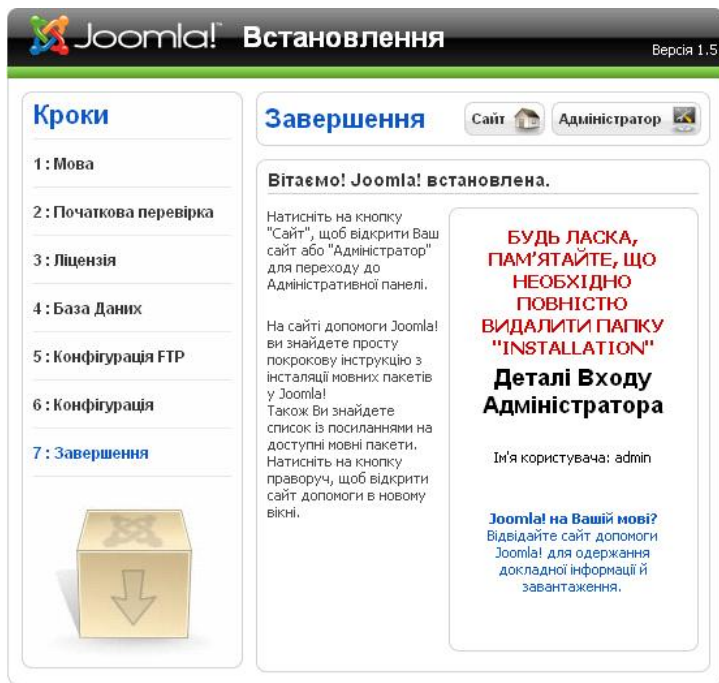 Joomla! Встановлення
Версія 1.5
Кроки
1 : Мова
2 : Початкова перевірка
3 : Ліцензія
4 : База Даних
5 : Конфігурація FTP
6 : Конфігурація
7 : Завершення
Завершення
Сайт
Адміністратор
Вітаємо! Joomla! встановлена.
Натисніть на кнопку
"Сайт", щоб відкрити Ваш
сайт або "Адміністратор"
для переходу до
Адміністративної панелі.
На сайті допомоги Joomla!
ви знайдете просту
покрокову інструкцію з
інсталяції мовних пакетів
у Joomla!
Також Ви знайдете
список із посиланнями на
доступні мовні пакети.
Натисніть на кнопку
праворуч, щоб відкрити
сайт допомоги в новому
вікні.
БУДЬ ЛАСКА,
ПАМ'ЯТАЙТЕ, ЩО
НЕОБХІДНО
ПОВНІСТЮ
ВИДАЛИТИ ПАПКУ
"INSTALLATION"
Деталі Входу
Адміністратора
Ім'я користувача: admin
Joomla! на Вашій мові?
Відвідайте сайт допомоги
Joomla! для одержання
докладної інформації й
завантаження.